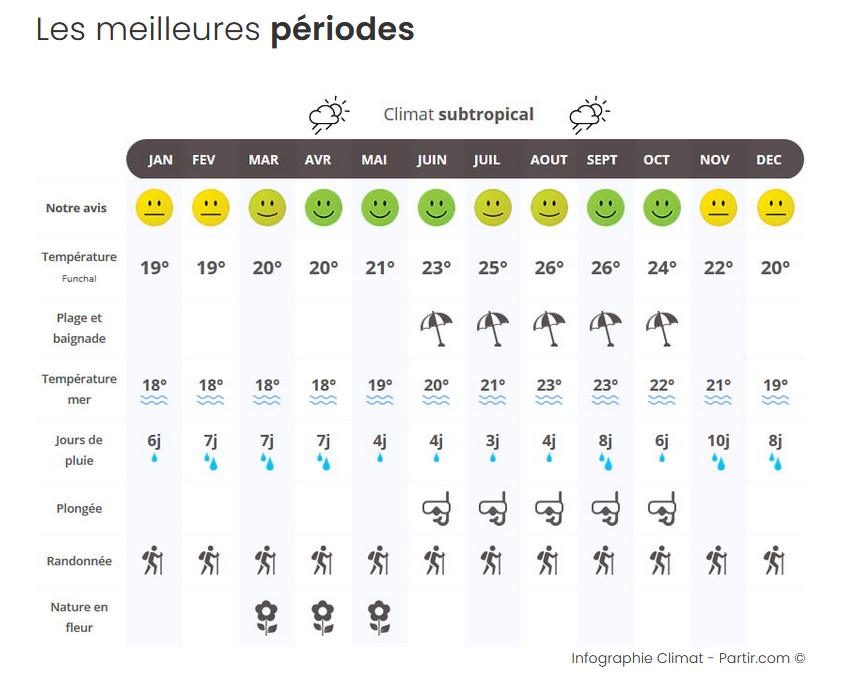 Les meilleures périodes
Climat subtropical
JAN FEV MAR AVR MAI JUIN JUIL AOUT SEPT OCT NOV DEC
Notre avis
Température
Funchal
19° 19° 20° 20° 21° 23° 25° 26° 26° 24° 22° 20°
Plage et
baignade
Température
mer
18° 18° 18° 18° 19° 20° 21° 23° 23° 22° 21° 19°
Jours de
pluie
6j 7j 7j 7j 4j 4j 3j 4j 8j 6j 10j 8j
Plongée
Randonnée
Nature en
fleur
Infographie Climat - Partir.com ©